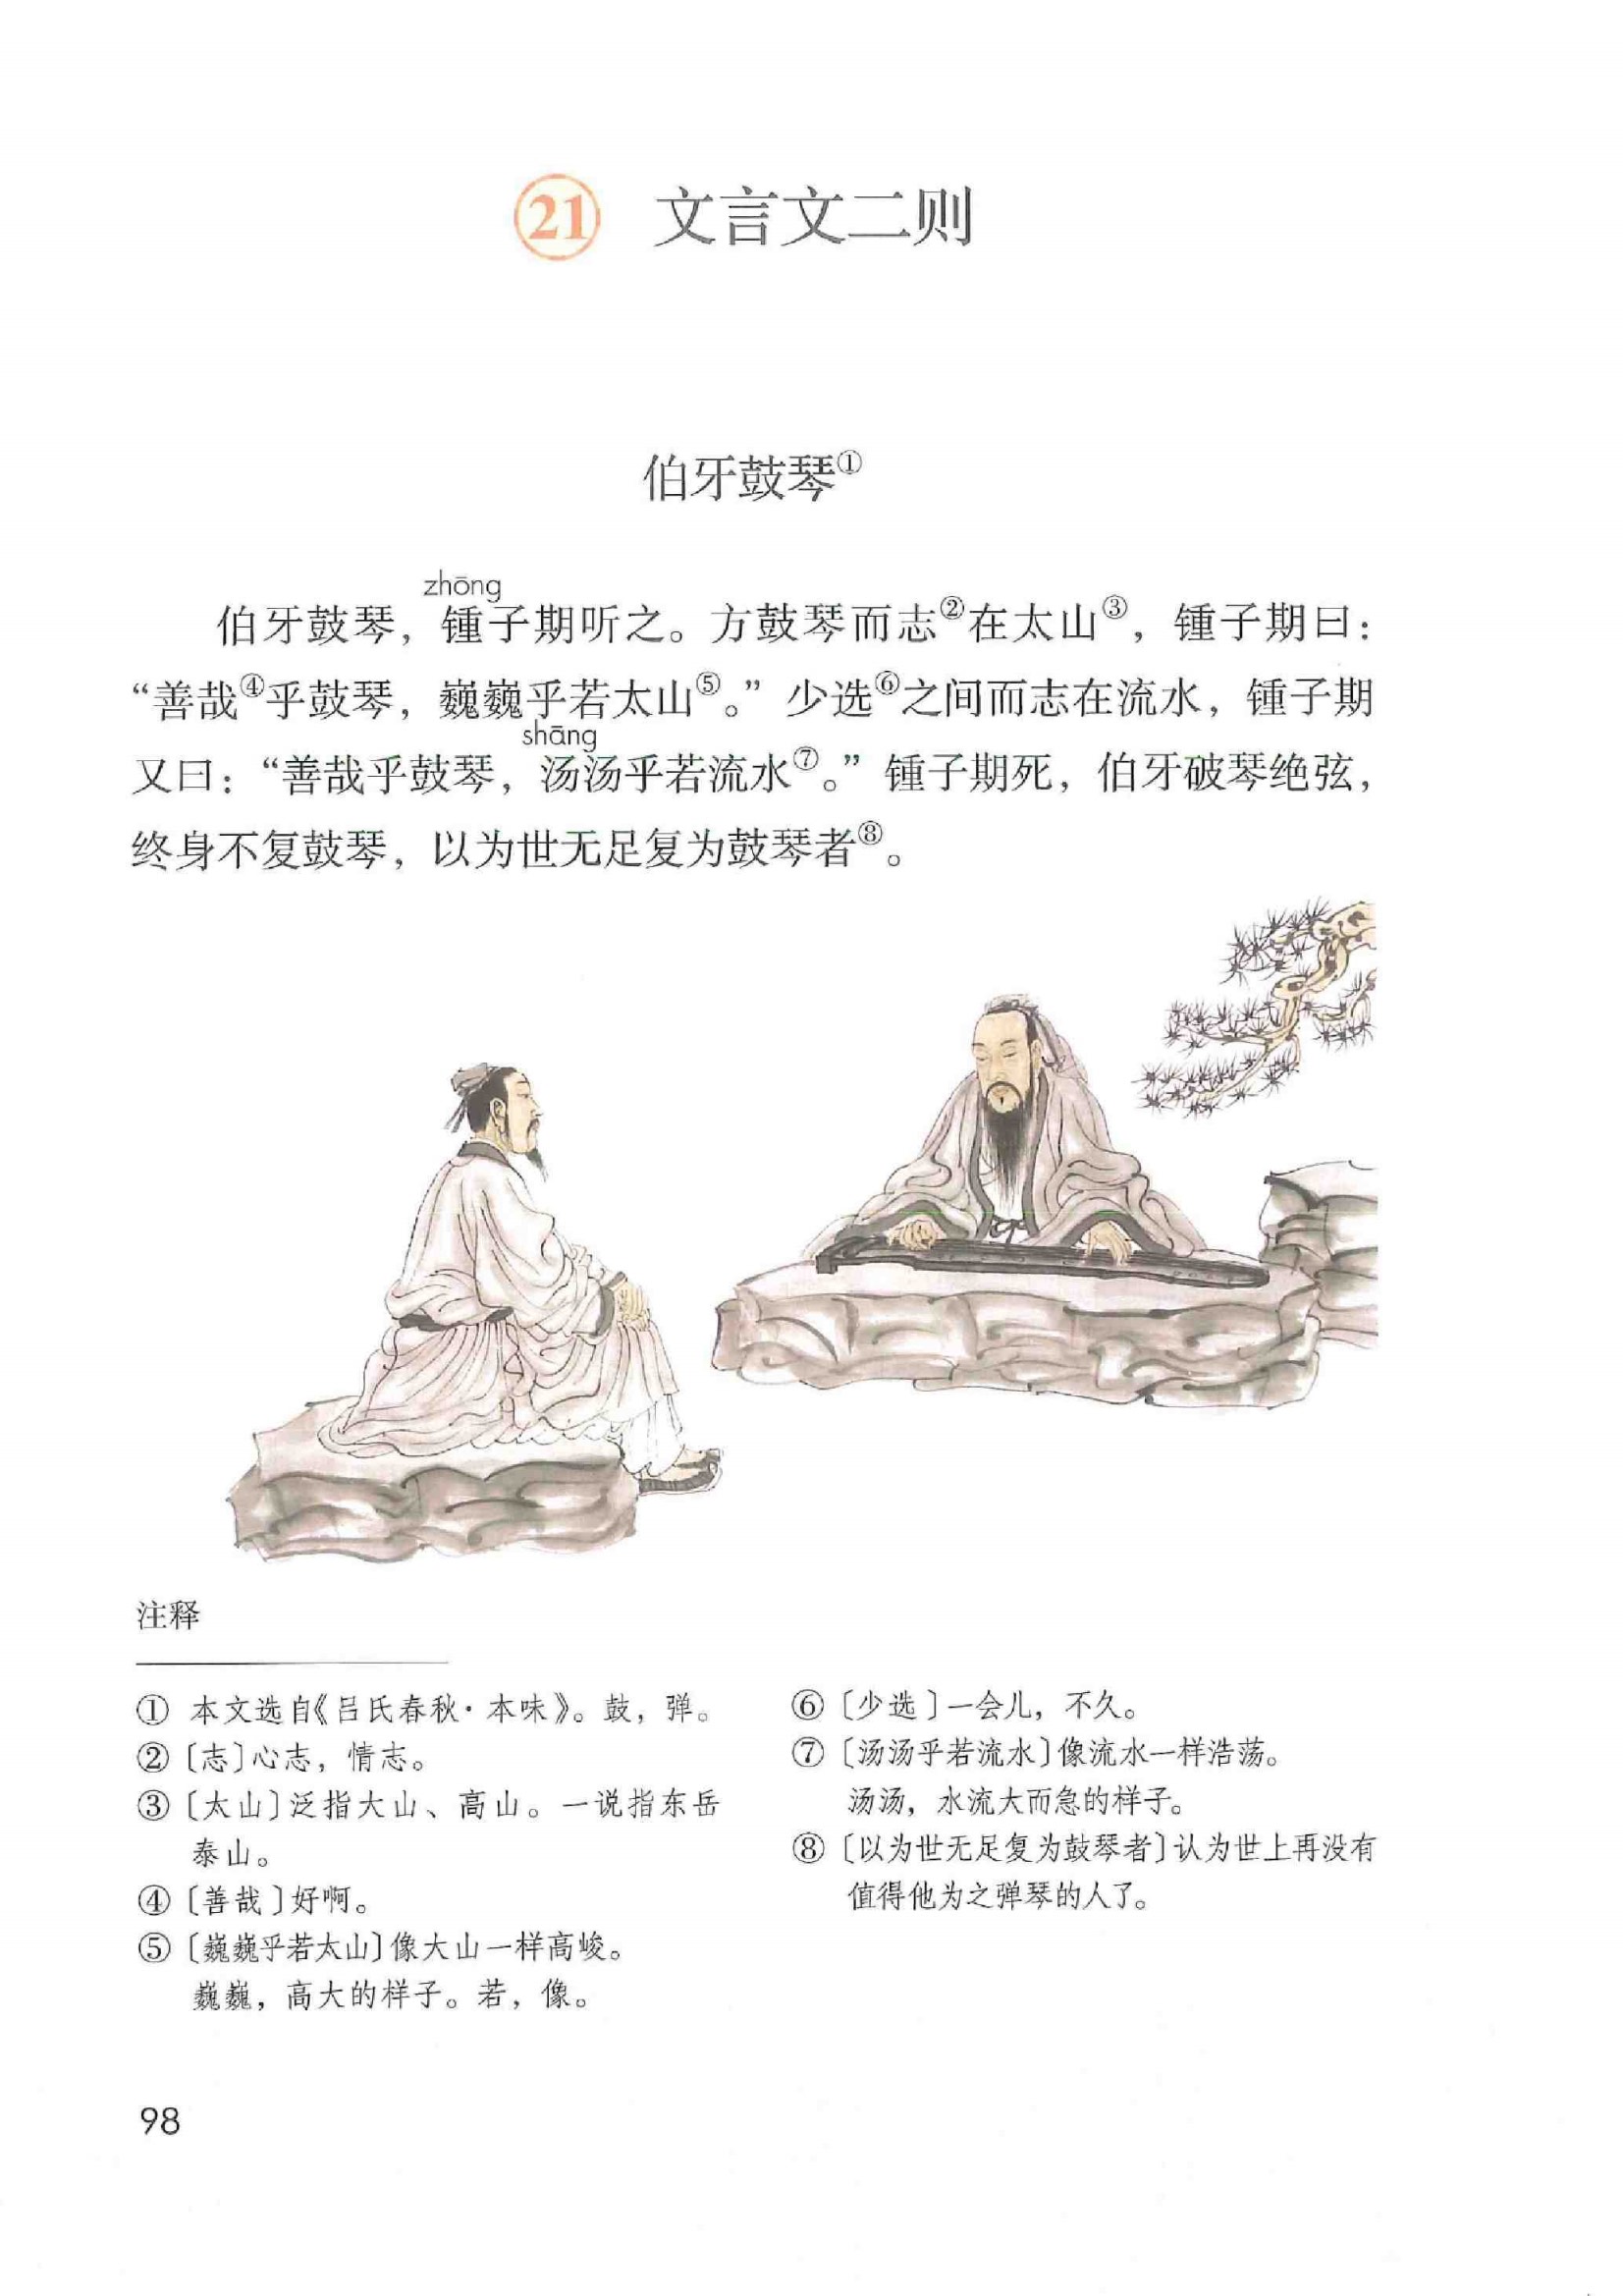 21 文言文二则
伯牙鼓琴①
zhōng
伯牙鼓琴，锺子期听之。方鼓琴而志②在太山③，锺子期曰：
“善哉④乎鼓琴，巍巍乎若太山⑤。”少选⑥之间而志在流水，锺子期
shāng
又曰：“善哉乎鼓琴，汤汤乎若流水⑦。”锺子期死，伯牙破琴绝弦，
终身不复鼓琴，以为世无足复为鼓琴者⑧。
注释
① 本文选自《吕氏春秋·本味》。鼓，弹。
②〔志〕心志，情志。
③〔太山〕泛指大山、高山。一说指东岳
泰山。
④〔善哉〕好啊。
⑤〔巍巍乎若太山〕像大山一样高峻。
巍巍，高大的样子。若，像。
⑥〔少选〕一会儿，不久。
⑦〔汤汤乎若流水〕像流水一样浩荡。
汤汤，水流大而急的样子。
⑧〔以为世无足复为鼓琴者〕认为世上再没有
值得他为之弹琴的人了。
98